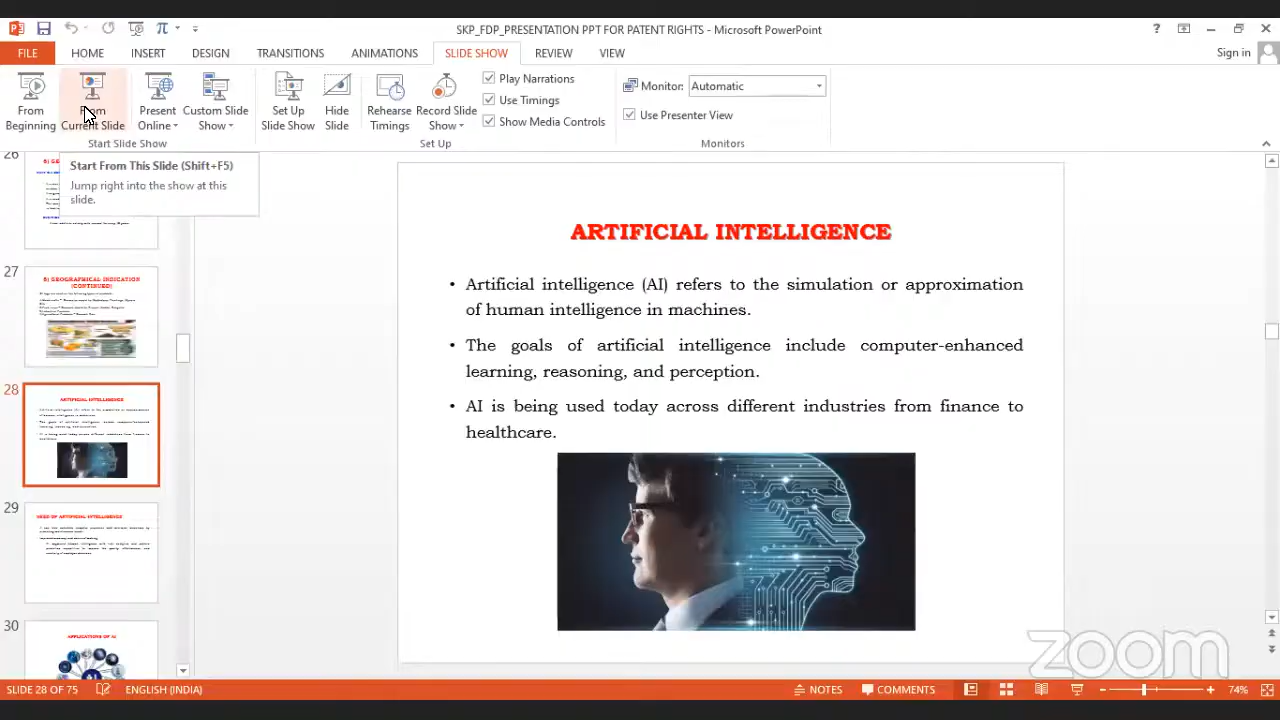 SKP_FDP_PRESENTATION PPT FOR PATENT RIGHTS - Microsoft PowerPoint
FILE HOME INSERT DESIGN TRANSITIONS ANIMATIONS SLIDE SHOW REVIEW VIEW Sign in
From Beginning
From Current Slide
Present Online
Custom Slide Show
Set Up Slide Show
Hide Slide
Rehearse Timings
Record Slide Show
Play Narrations
Use Timings
Show Media Controls
Monitor: Automatic
Use Presenter View
Start Slide Show
Set Up
Monitors
Start From This Slide (Shift+F5)
Jump right into the show at this
slide.
26
27
8) GEOGRAPHICAL INDICATION
(CONTINUED)
28
ARTIFICIAL INTELLIGENCE
29
NEED OF ARTIFICIAL INTELLIGENCE
30
APPLICATIONS OF AI
ARTIFICIAL INTELLIGENCE
• Artificial intelligence (AI) refers to the simulation or approximation
of human intelligence in machines.
• The goals of artificial intelligence include computer-enhanced
learning, reasoning, and perception.
• AI is being used today across different industries from finance to
healthcare.
zoom
SLIDE 28 OF 75 ENGLISH (INDIA) NOTES COMMENTS 74%